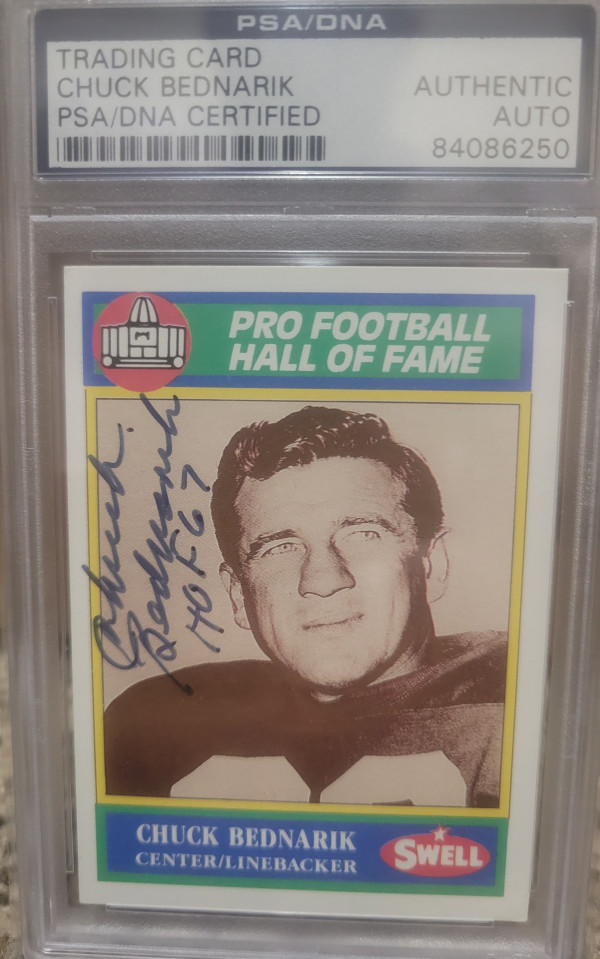 PSA/DNA
TRADING CARD
CHUCK BEDNARIK
PSA/DNA CERTIFIED
AUTHENTIC
AUTO
84086250
PRO FOOTBALL
HALL OF FAME
Chuck
Bednarik
HOF 67
CHUCK BEDNARIK
CENTER/LINEBACKER
SWELL